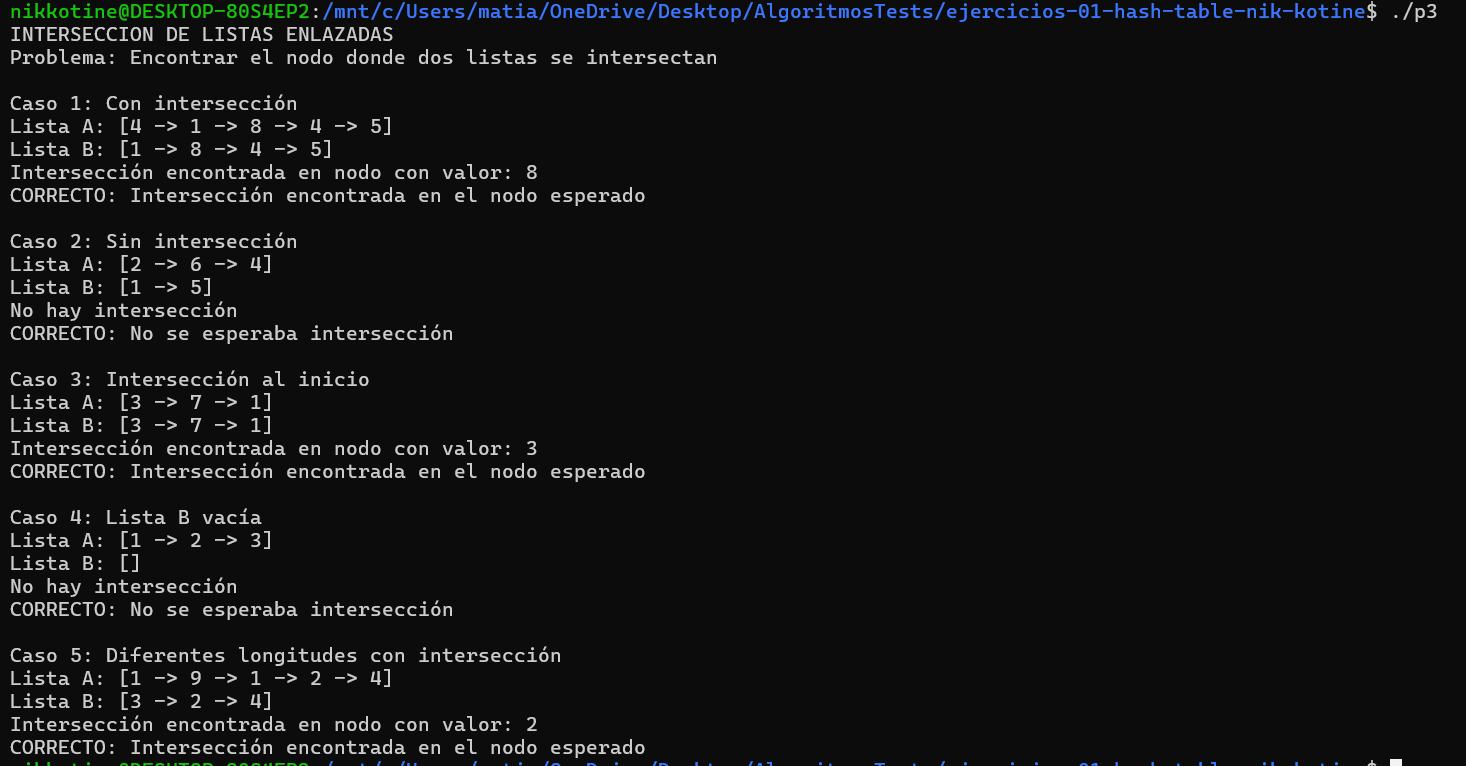 nikkotine@DESKTOP-80S4EP2:/mnt/c/Users/matia/OneDrive/Desktop/AlgoritmosTests/ejercicios-01-hash-table-nik-kotine$ ./p3
INTERSECCION DE LISTAS ENLAZADAS
Problema: Encontrar el nodo donde dos listas se intersectan
Caso 1: Con intersección
Lista A: [4 -> 1 -> 8 -> 4 -> 5]
Lista B: [1 -> 8 -> 4 -> 5]
Intersección encontrada en nodo con valor: 8
CORRECTO: Intersección encontrada en el nodo esperado
Caso 2: Sin intersección
Lista A: [2 -> 6 -> 4]
Lista B: [1 -> 5]
No hay intersección
CORRECTO: No se esperaba intersección
Caso 3: Intersección al inicio
Lista A: [3 -> 7 -> 1]
Lista B: [3 -> 7 -> 1]
Intersección encontrada en nodo con valor: 3
CORRECTO: Intersección encontrada en el nodo esperado
Caso 4: Lista B vacía
Lista A: [1 -> 2 -> 3]
Lista B: []
No hay intersección
CORRECTO: No se esperaba intersección
Caso 5: Diferentes longitudes con intersección
Lista A: [1 -> 9 -> 1 -> 2 -> 4]
Lista B: [3 -> 2 -> 4]
Intersección encontrada en nodo con valor: 2
CORRECTO: Intersección encontrada en el nodo esperado